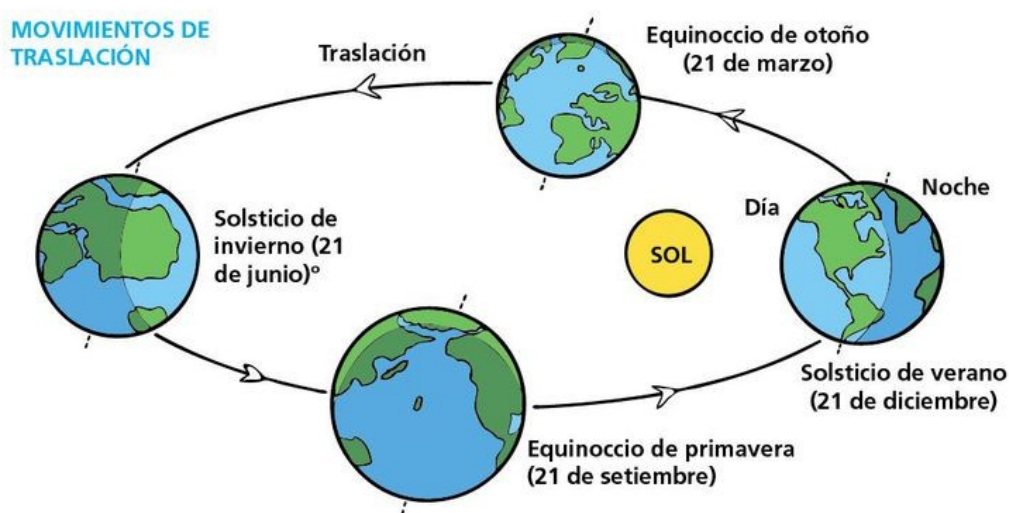 MOVIMIENTOS DE
TRASLACIÓN
Traslación
Equinoccio de otoño
(21 de marzo)
Día
Noche
Solsticio de
invierno (21
de junio)º
SOL
Solsticio de verano
(21 de diciembre)
Equinoccio de primavera
(21 de setiembre)